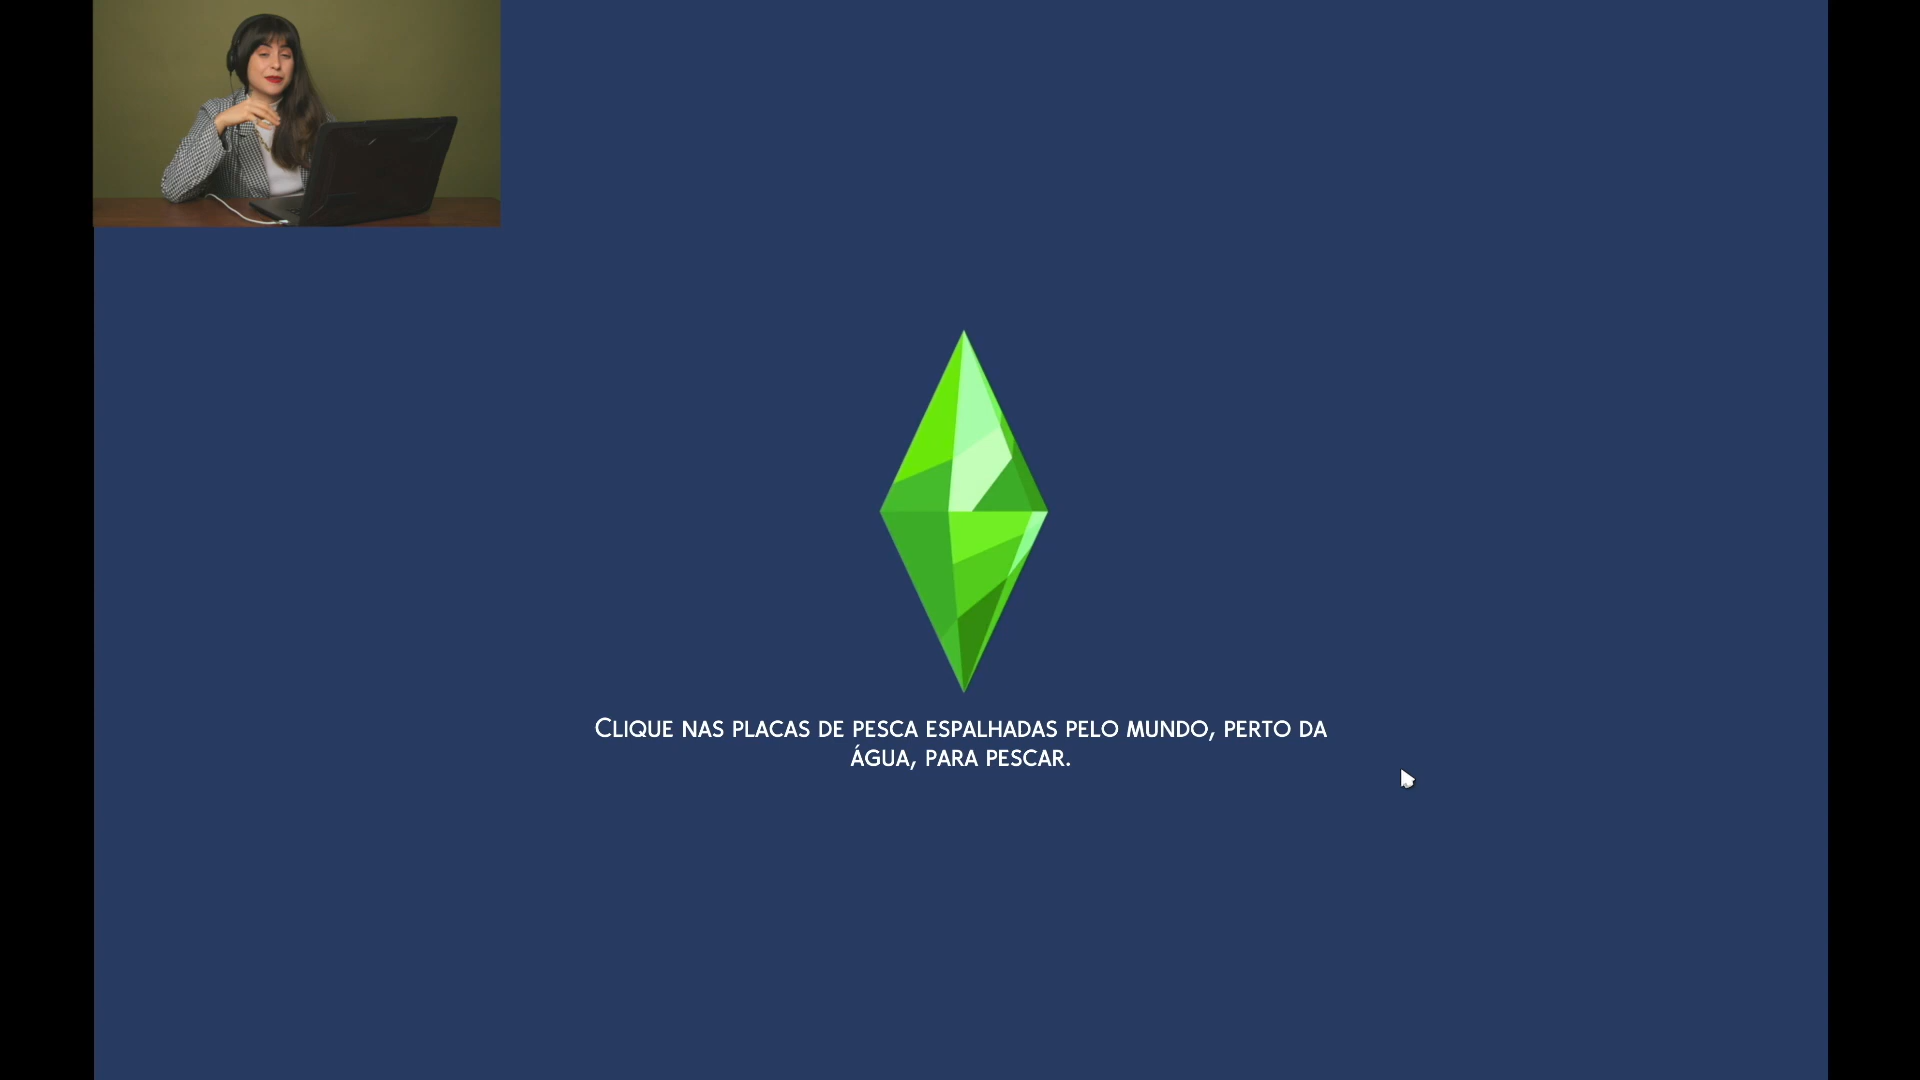 Clique nas placas de pesca espalhadas pelo mundo, perto da
água, para pescar.